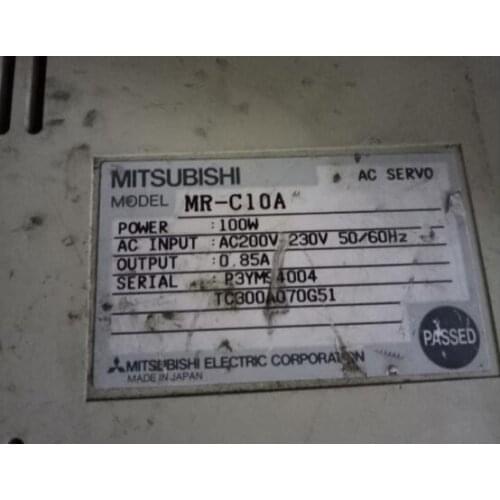 MITSUBISHI AC SERVO
MODEL MR-C10A
POWER :100W
AC INPUT :AC200V-230V 50/60Hz
OUTPUT :0.85A
SERIAL : P3YMS4004
TC300A070G51
PASSED
MITSUBISHI ELECTRIC CORPORATION
MADE IN JAPAN